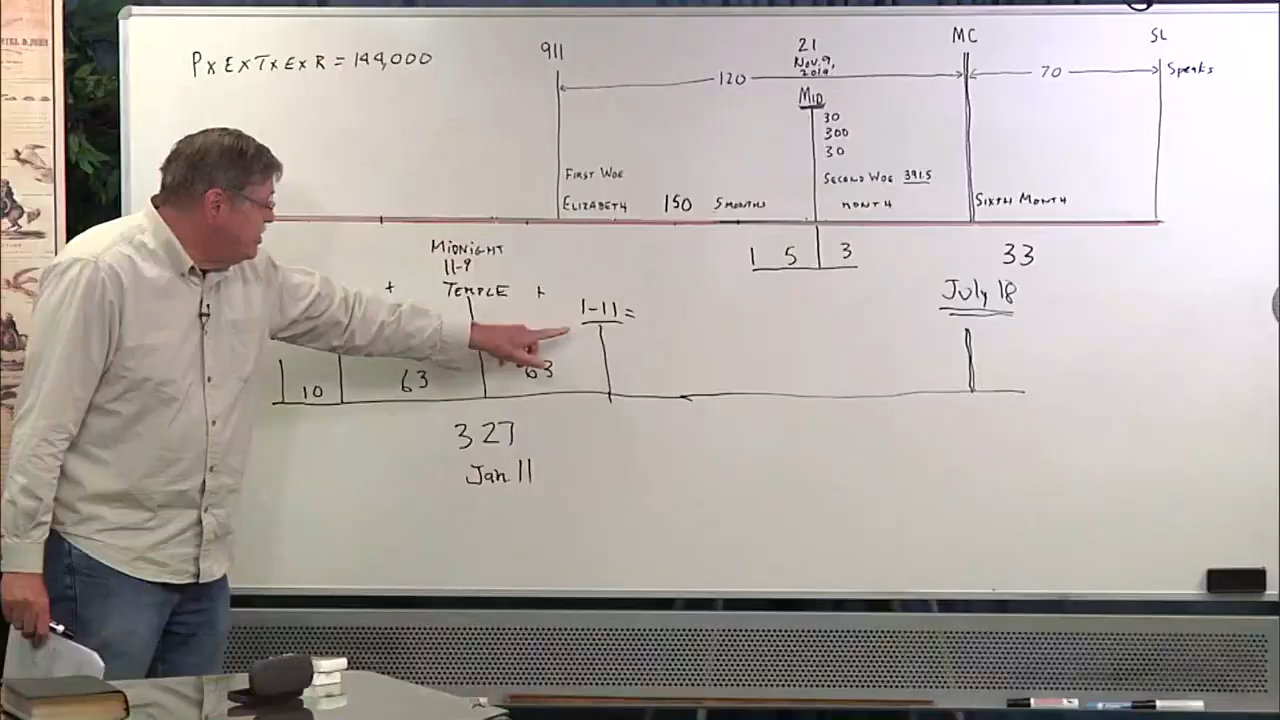 P x E x T x E x R = 144,000
911
21
Nov. 9,
2019
MC
SL
120
70
Speaks
MID
30
300
30
FIRST WOE
SECOND WOE 391.5
ELIZABETH 150 5 MONTHS
MONTH
SIXTH MONTH
1 5 3
33
MIDNIGHT
11-9
+ TEMPLE +
1-11 =
July 18
10 63 63
327
Jan. 11